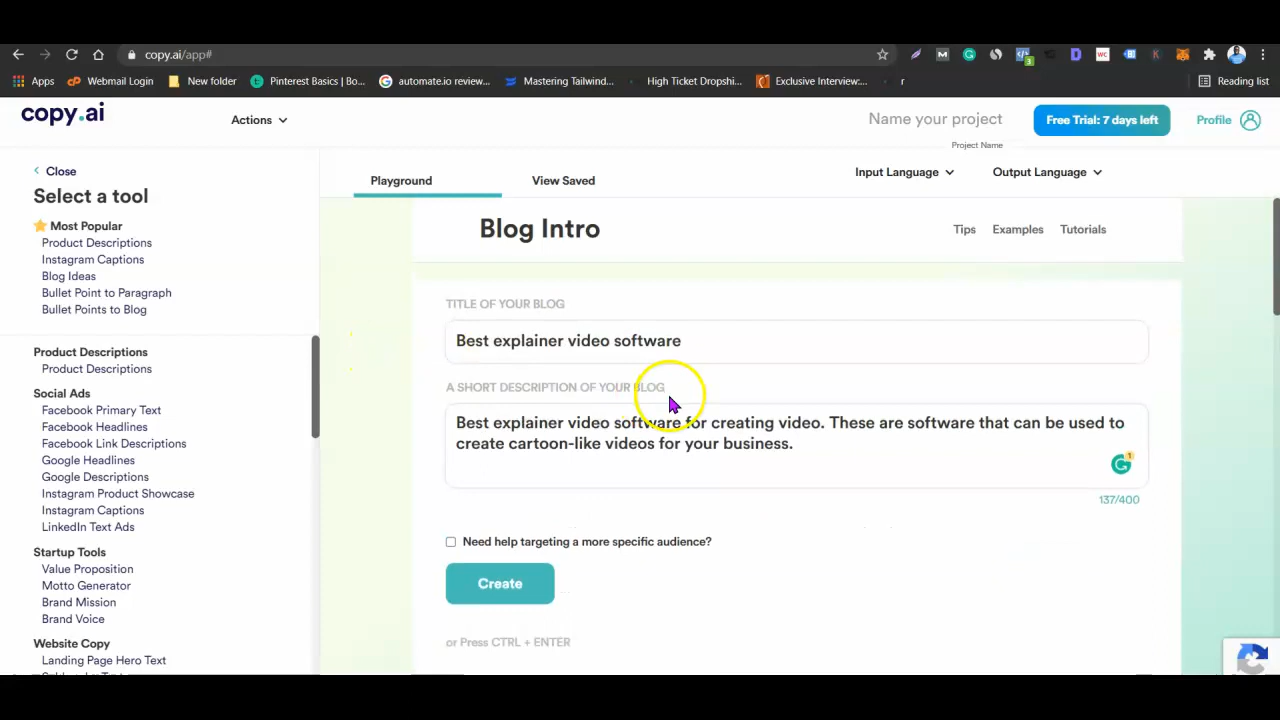 copy.ai/app#
Apps
Webmail Login
New folder
Pinterest Basics | Bo...
automate.io review...
Mastering Tailwind...
High Ticket Dropshi...
Exclusive Interview:...
r
Reading list
copy.ai
Actions
Name your project
Project Name
Free Trial: 7 days left
Profile
Close
Select a tool
Most Popular
Product Descriptions
Instagram Captions
Blog Ideas
Bullet Point to Paragraph
Bullet Points to Blog
Product Descriptions
Product Descriptions
Social Ads
Facebook Primary Text
Facebook Headlines
Facebook Link Descriptions
Google Headlines
Google Descriptions
Instagram Product Showcase
Instagram Captions
LinkedIn Text Ads
Startup Tools
Value Proposition
Motto Generator
Brand Mission
Brand Voice
Website Copy
Landing Page Hero Text
Playground
View Saved
Input Language
Output Language
Blog Intro
Tips
Examples
Tutorials
TITLE OF YOUR BLOG
Best explainer video software
A SHORT DESCRIPTION OF YOUR BLOG
Best explainer video software for creating video. These are software that can be used to
create cartoon-like videos for your business.
137/400
Need help targeting a more specific audience?
Create
or Press CTRL + ENTER